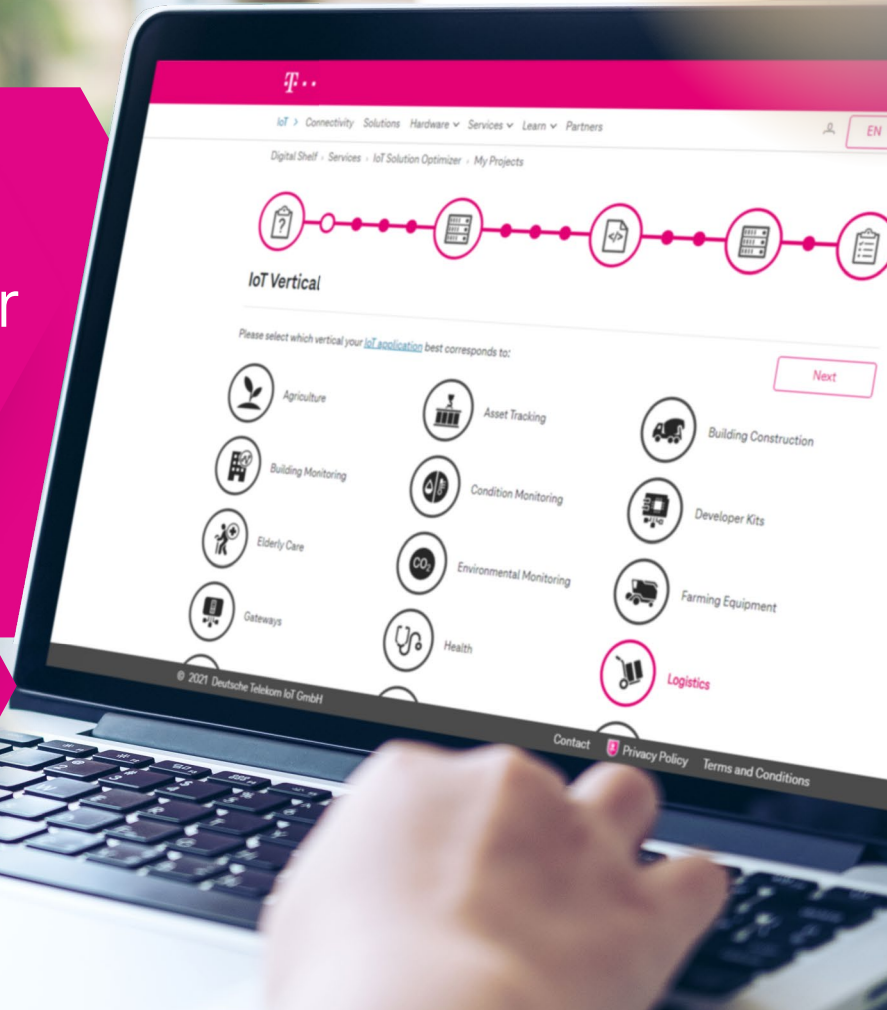 r
T
IoT > Connectivity Solutions Hardware Services Learn Partners
EN
Digital Shelf › Services › IoT Solution Optimizer › My Projects
?
</>
IoT Vertical
Please select which vertical your IoT application best corresponds to:
Next
Agriculture
Asset Tracking
Building Construction
Building Monitoring
Condition Monitoring
Developer Kits
Elderly Care
CO₂
Environmental Monitoring
Farming Equipment
Gateways
Health
Logistics
© 2021 Deutsche Telekom IoT GmbH
Contact
Privacy Policy
Terms and Conditions